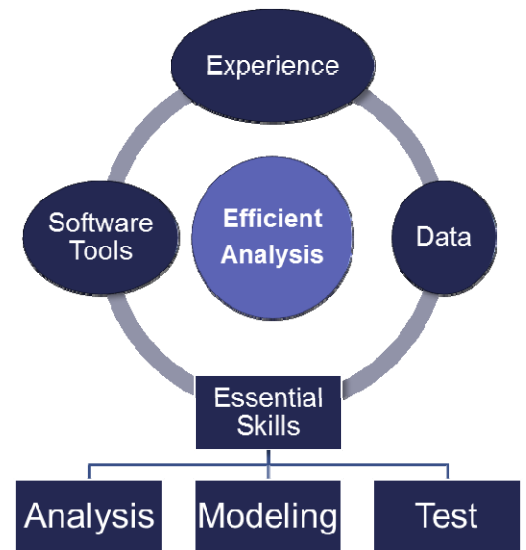 Experience
Software
Tools
Efficient
Analysis
Data
Essential
Skills
Analysis
Modeling
Test